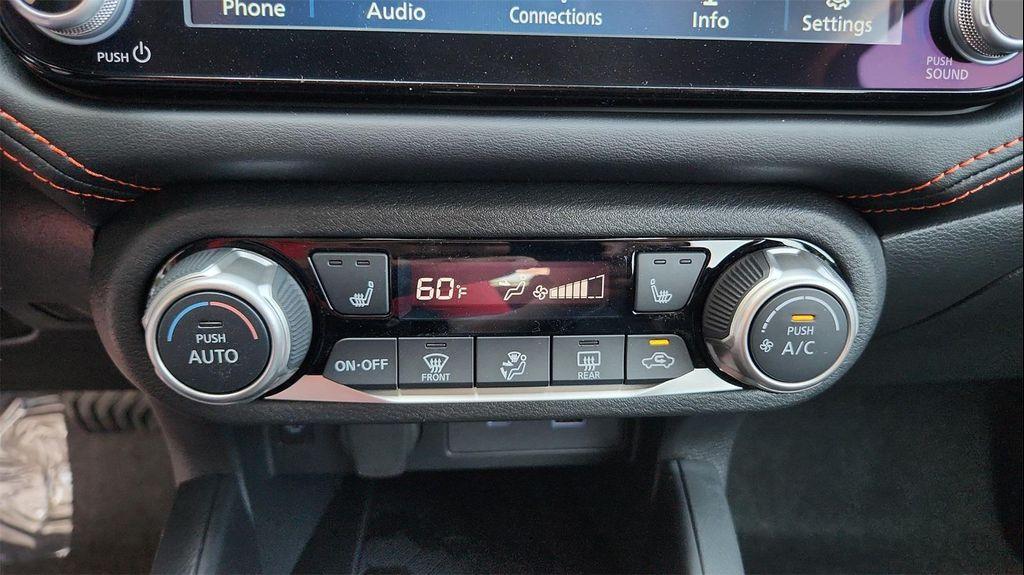 Phone Audio Connections Info Settings
PUSH
PUSH
SOUND
60°F
PUSH
AUTO
ON·OFF
FRONT
REAR
PUSH
A/C